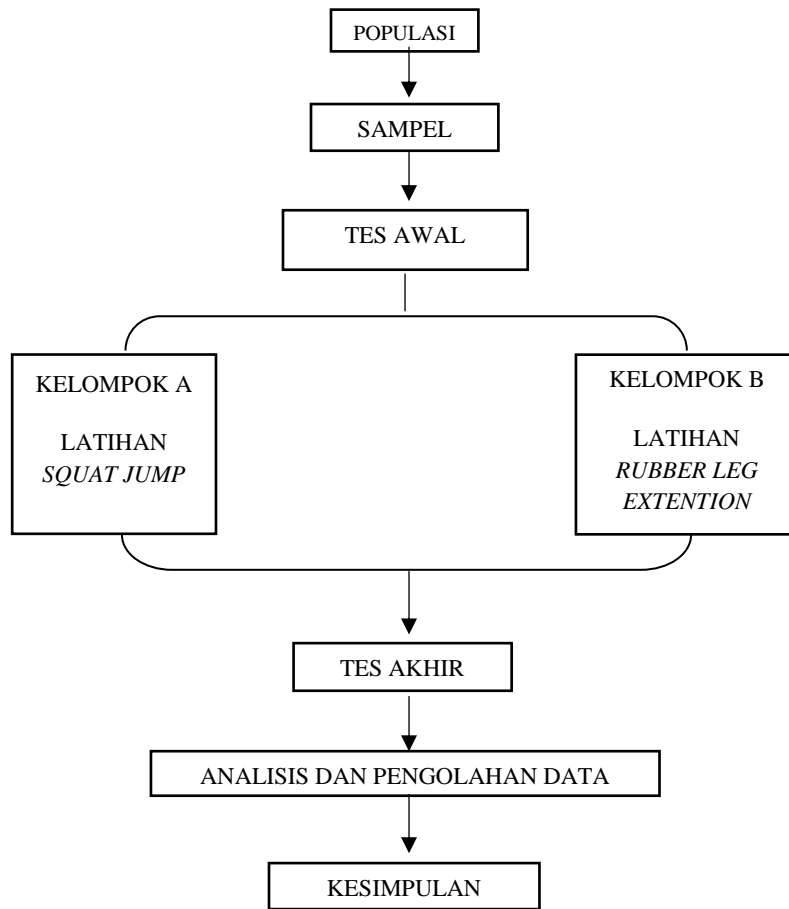 POPULASI
SAMPEL
TES AWAL
KELOMPOK A
LATIHAN
SQUAT JUMP
KELOMPOK B
LATIHAN
RUBBER LEG
EXTENTION
TES AKHIR
ANALISIS DAN PENGOLAHAN DATA
KESIMPULAN